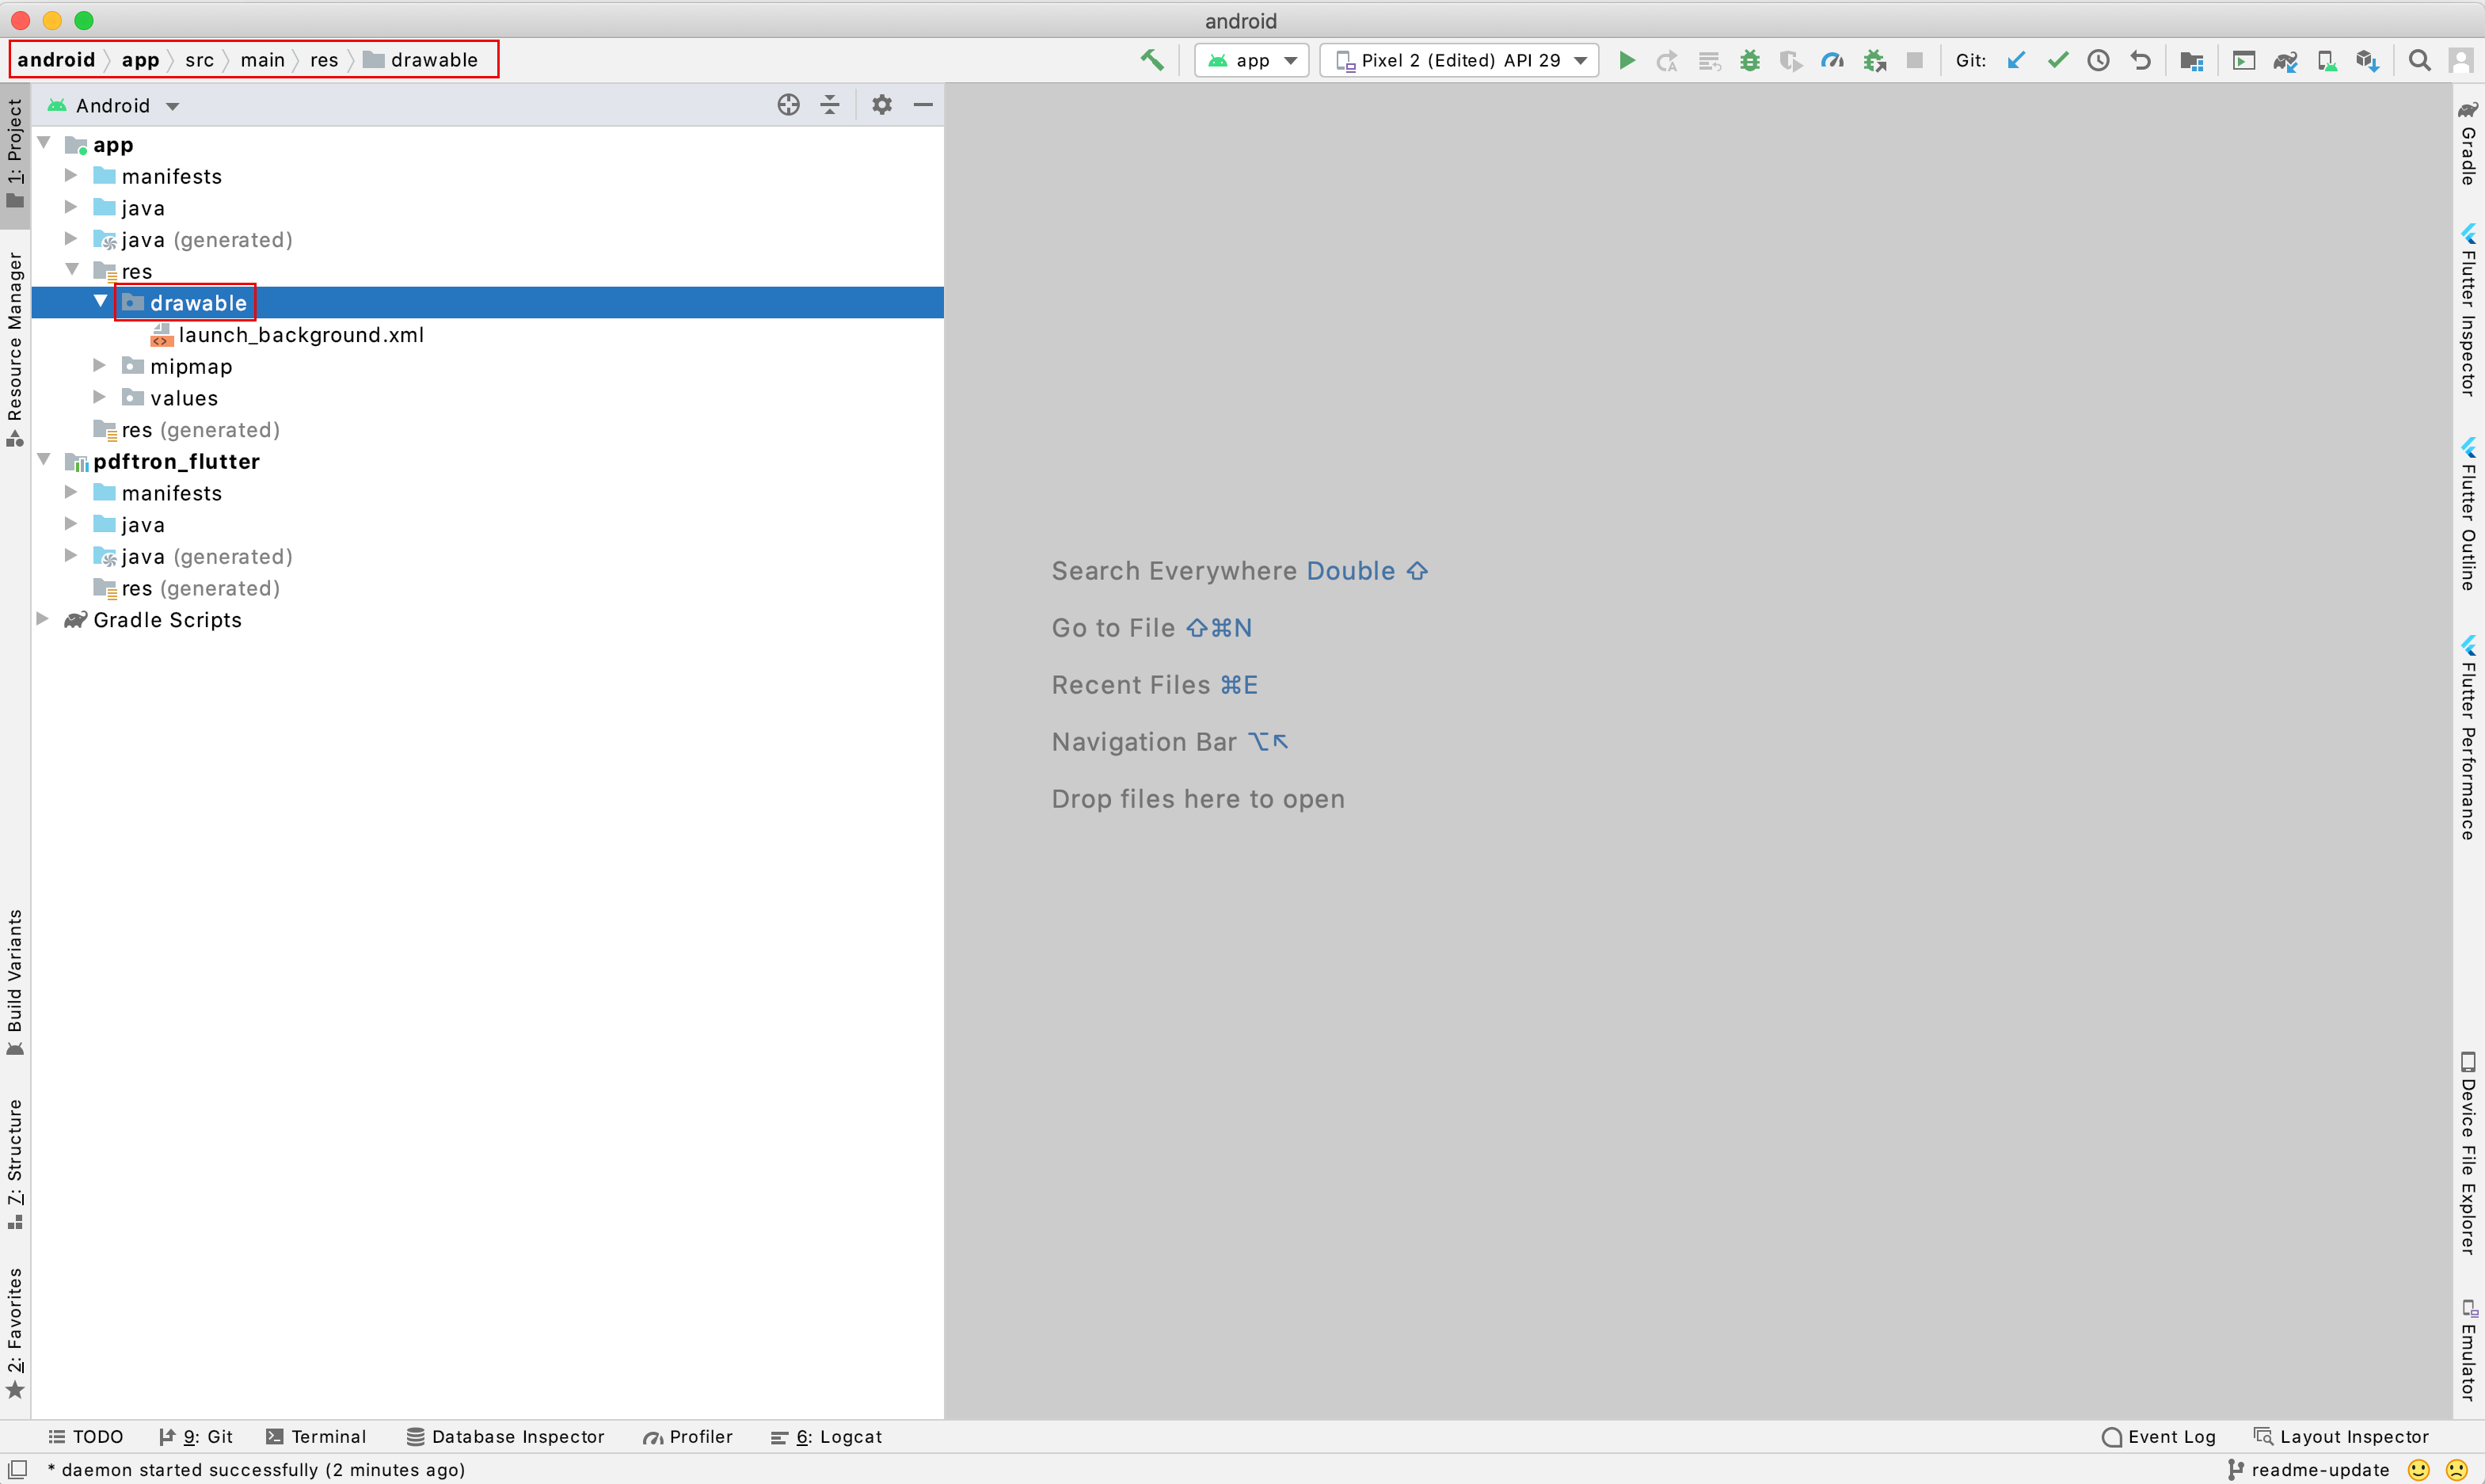 android
android app src main res drawable
app
Pixel 2 (Edited) API 29
Git:
1: Project
Resource Manager
Build Variants
7: Structure
2: Favorites
Android
app
manifests
java
java (generated)
res
drawable
launch_background.xml
mipmap
values
res (generated)
pdftron_flutter
manifests
java
java (generated)
res (generated)
Gradle Scripts
Search Everywhere Double ⇧
Go to File ⇧⌘N
Recent Files ⌘E
Navigation Bar ⌥↖
Drop files here to open
Gradle
Flutter Inspector
Flutter Outline
Flutter Performance
Device File Explorer
Emulator
TODO
9: Git
Terminal
Database Inspector
Profiler
6: Logcat
Event Log
Layout Inspector
* daemon started successfully (2 minutes ago)
readme-update